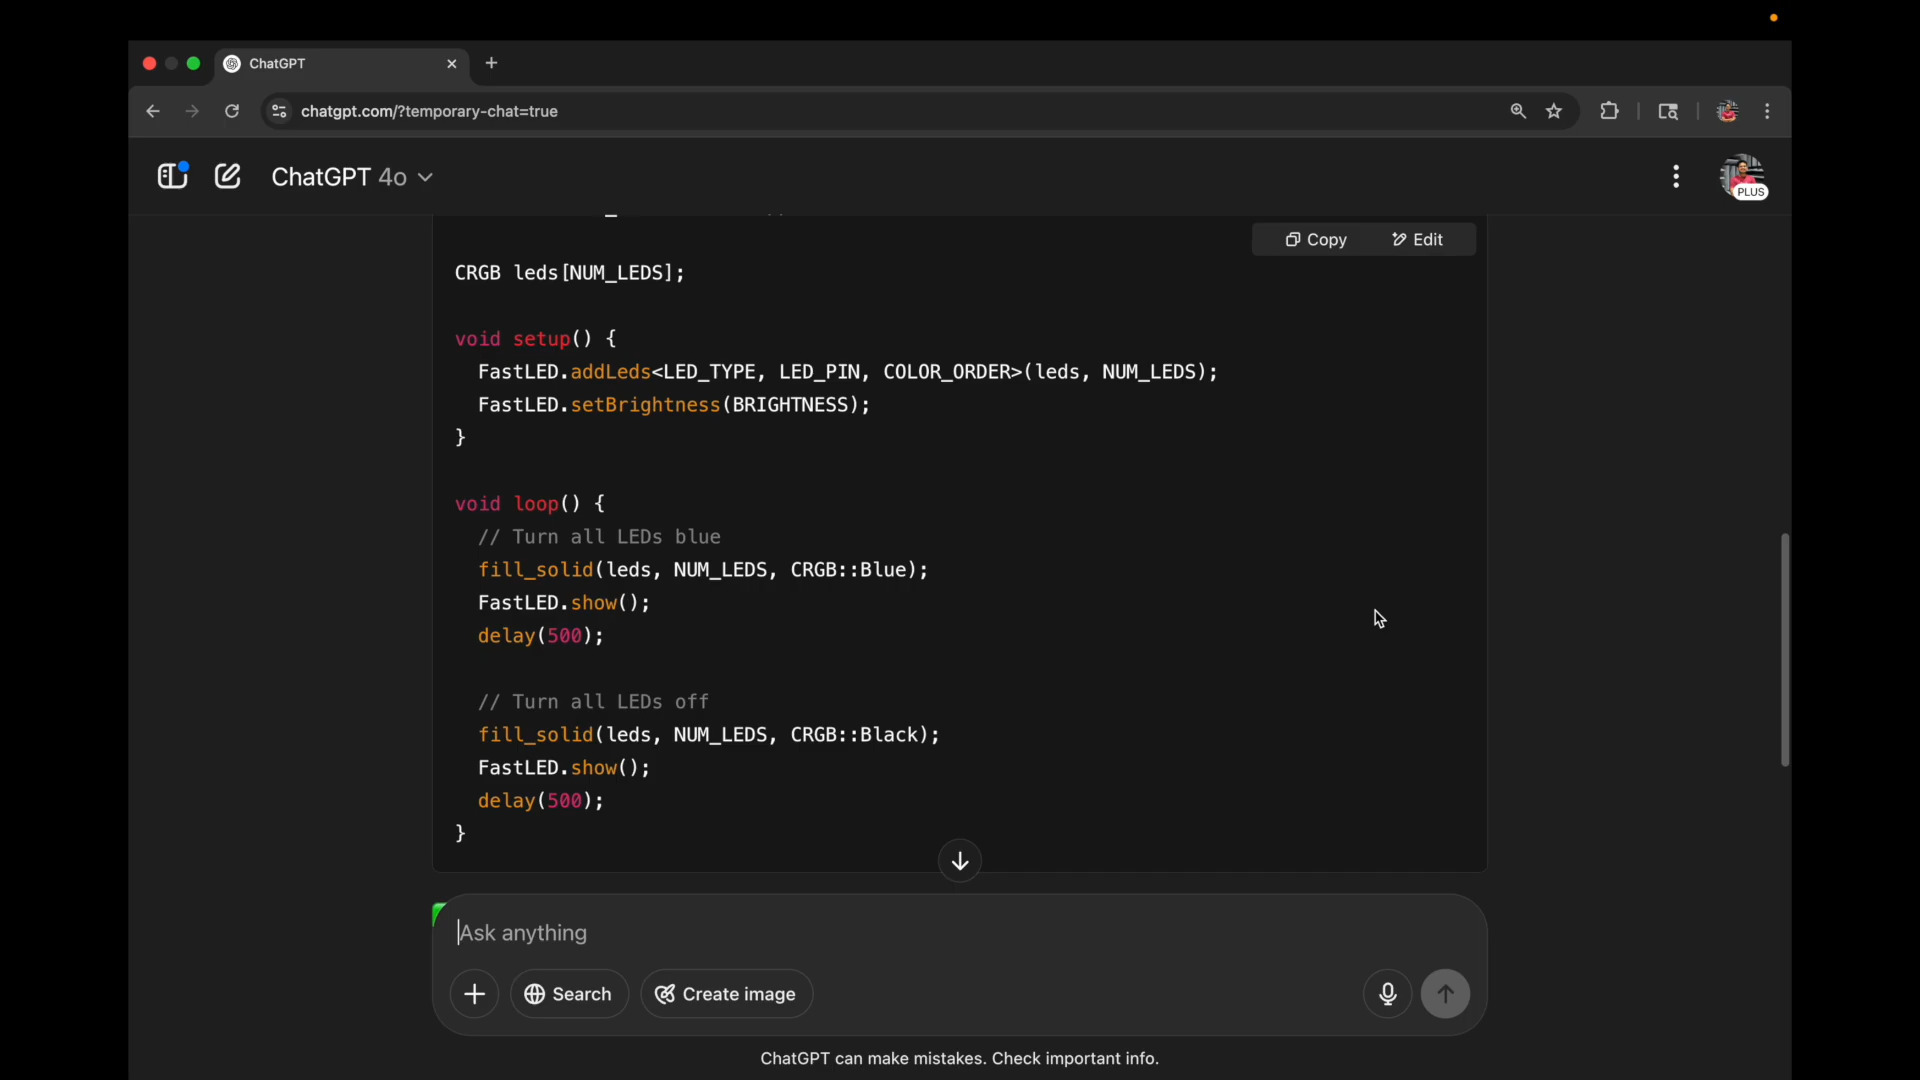 ChatGPT
chatgpt.com/?temporary-chat=true
ChatGPT 4o
PLUS
Copy
Edit
CRGB leds[NUM_LEDS];
void setup() {
FastLED.addLeds<LED_TYPE, LED_PIN, COLOR_ORDER>(leds, NUM_LEDS);
FastLED.setBrightness(BRIGHTNESS);
}
void loop() {
// Turn all LEDs blue
fill_solid(leds, NUM_LEDS, CRGB::Blue);
FastLED.show();
delay(500);
// Turn all LEDs off
fill_solid(leds, NUM_LEDS, CRGB::Black);
FastLED.show();
delay(500);
}
Ask anything
Search
Create image
ChatGPT can make mistakes. Check important info.